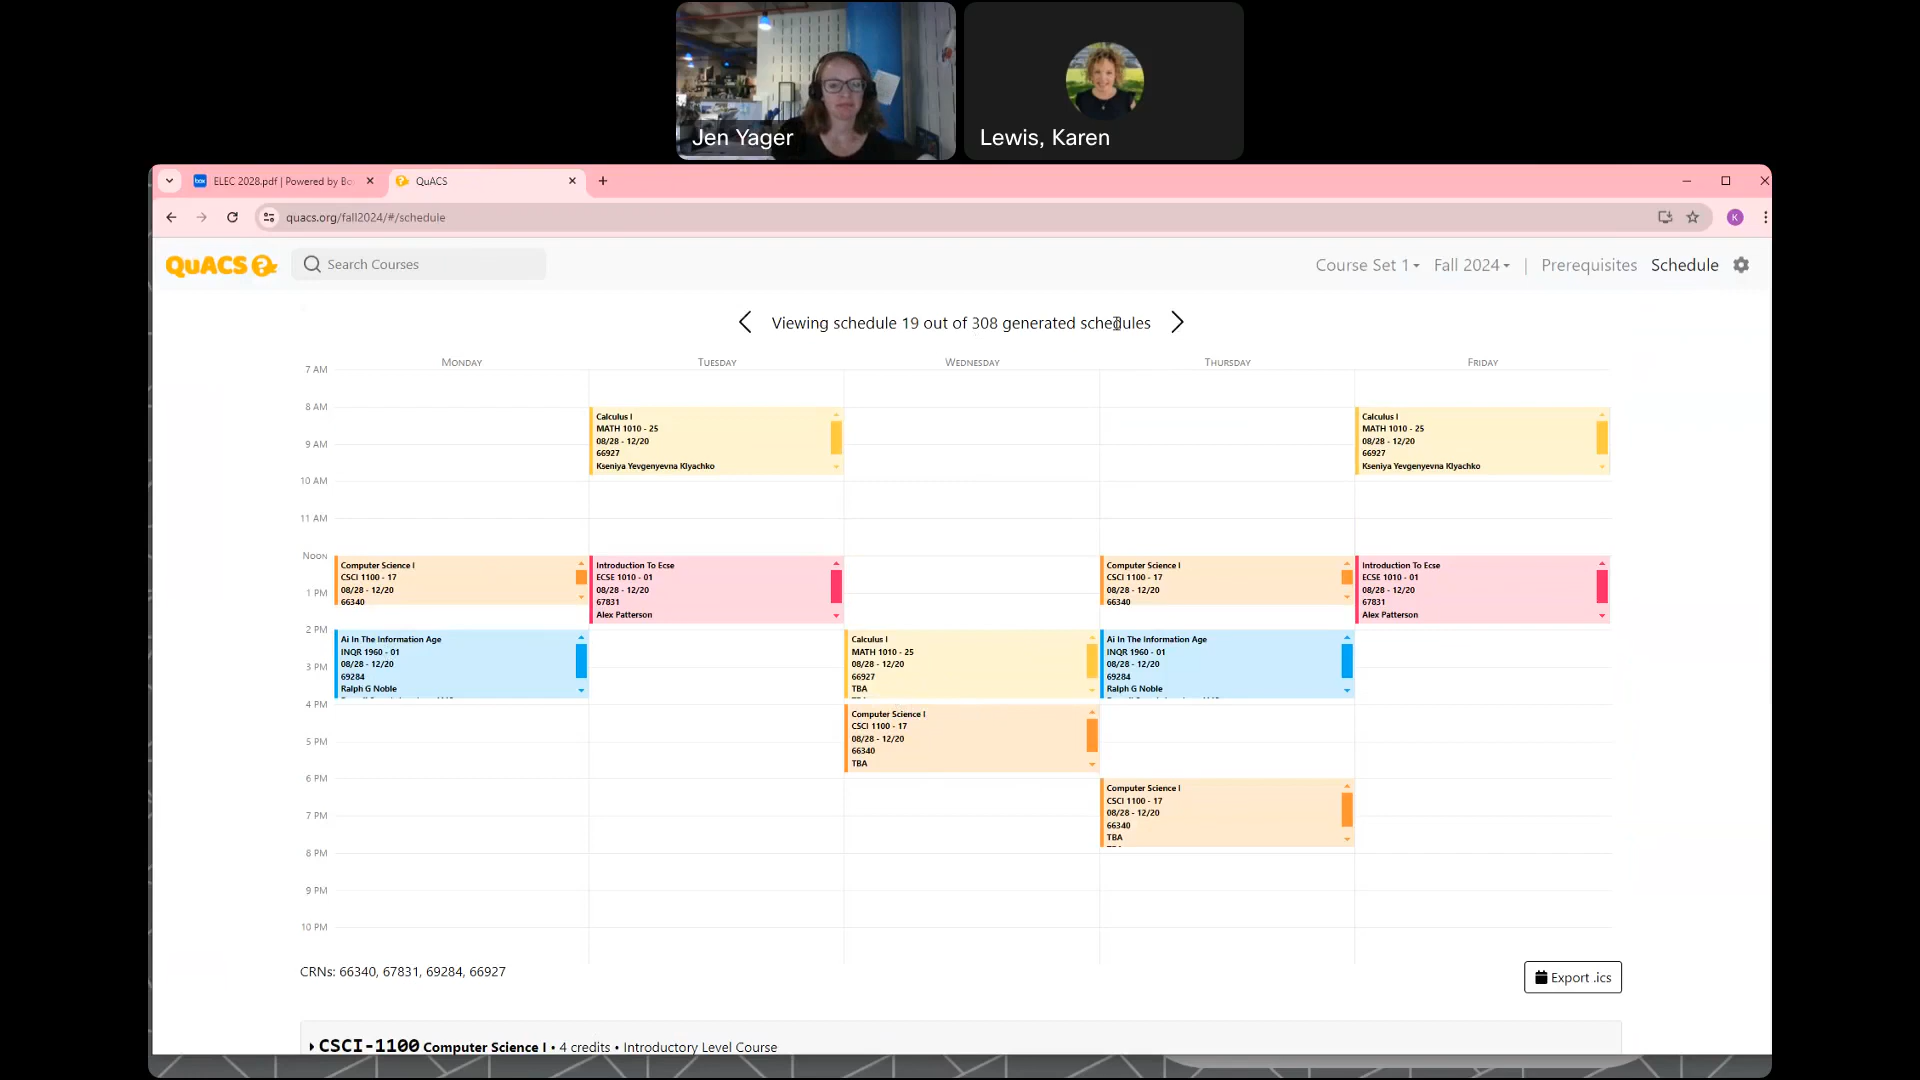 Jen Yager
Lewis, Karen
ELEC 2028.pdf | Powered by Bo
QuACS
quacs.org/fall2024/#/schedule
QuACS
Search Courses
Course Set 1
Fall 2024
Prerequisites
Schedule
Viewing schedule 19 out of 308 generated schedules
Monday
Tuesday
Wednesday
Thursday
Friday
7 AM
8 AM
Calculus I
MATH 1010 - 25
08/28 - 12/20
66927
Kseniya Yevgenyevna Klyachko
Calculus I
MATH 1010 - 25
08/28 - 12/20
66927
Kseniya Yevgenyevna Klyachko
9 AM
10 AM
11 AM
Noon
Computer Science I
CSCI 1100 - 17
08/28 - 12/20
66340
Introduction To Ecse
ECSE 1010 - 01
08/28 - 12/20
67831
Alex Patterson
Computer Science I
CSCI 1100 - 17
08/28 - 12/20
66340
Introduction To Ecse
ECSE 1010 - 01
08/28 - 12/20
67831
Alex Patterson
1 PM
2 PM
Ai In The Information Age
INQR 1960 - 01
08/28 - 12/20
69284
Ralph G Noble
Calculus I
MATH 1010 - 25
08/28 - 12/20
66927
TBA
Ai In The Information Age
INQR 1960 - 01
08/28 - 12/20
69284
Ralph G Noble
3 PM
4 PM
Computer Science I
CSCI 1100 - 17
08/28 - 12/20
66340
TBA
5 PM
6 PM
Computer Science I
CSCI 1100 - 17
08/28 - 12/20
66340
TBA
7 PM
8 PM
9 PM
10 PM
CRNs: 66340, 67831, 69284, 66927
Export .ics
CSCI-1100 Computer Science I • 4 credits • Introductory Level Course